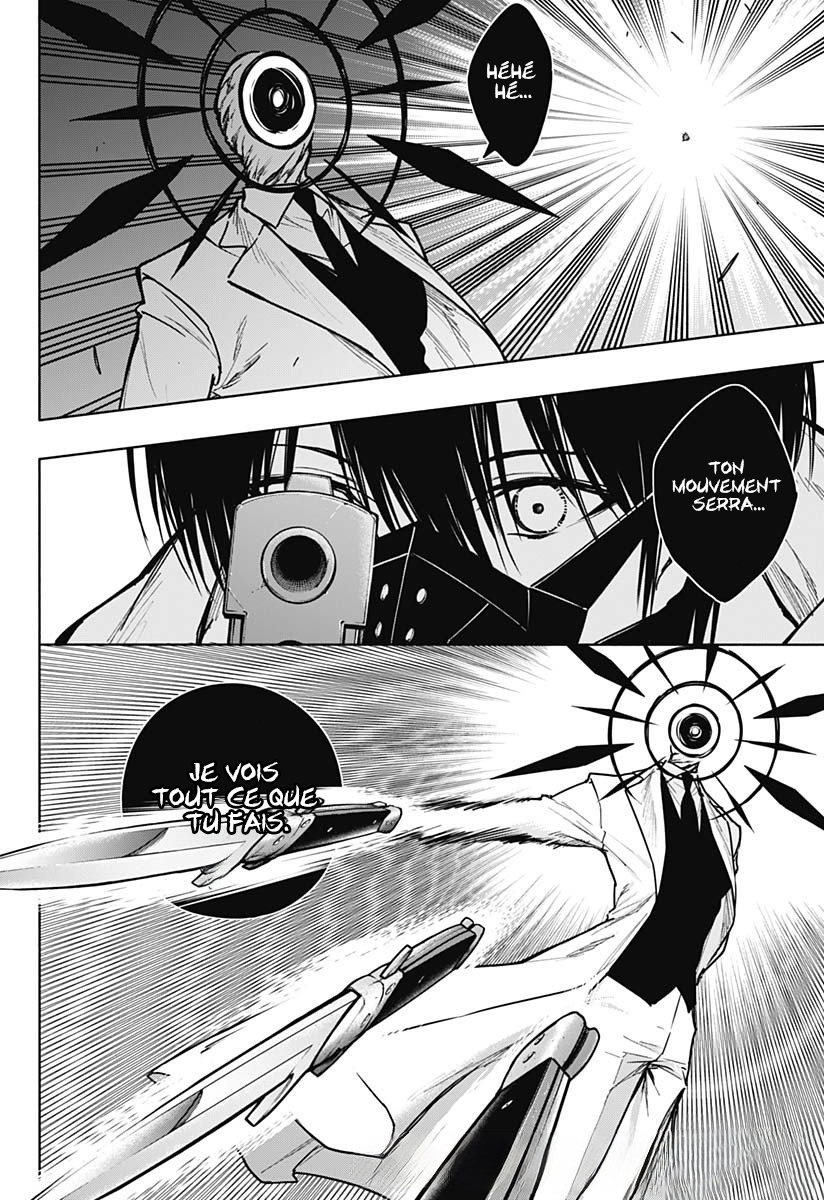 HÉHÉ
HÉ...
TON
MOUVEMENT
SERRA...
JE VOIS
TOUT CE QUE
TU FAIS.